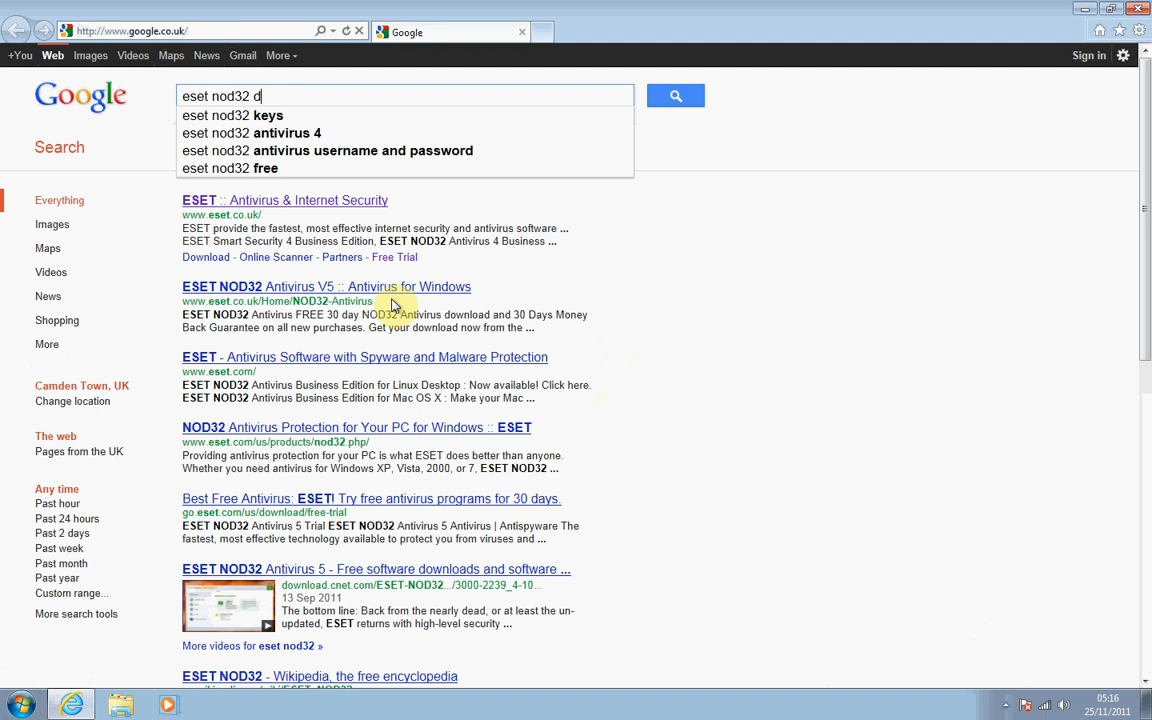 http://www.google.co.uk/
Google
+You Web Images Videos Maps News Gmail More
Sign in
Google
eset nod32 d
eset nod32 keys
eset nod32 antivirus 4
eset nod32 antivirus username and password
eset nod32 free
Search
Everything
Images
Maps
Videos
News
Shopping
More
Camden Town, UK
Change location
The web
Pages from the UK
Any time
Past hour
Past 24 hours
Past 2 days
Past week
Past month
Past year
Custom range...
More search tools
ESET :: Antivirus & Internet Security
www.eset.co.uk/
ESET provide the fastest, most effective internet security and antivirus software ...
ESET Smart Security 4 Business Edition, ESET NOD32 Antivirus 4 Business ...
Download - Online Scanner - Partners - Free Trial
ESET NOD32 Antivirus V5 :: Antivirus for Windows
www.eset.co.uk/Home/NOD32-Antivirus
ESET NOD32 Antivirus FREE 30 day NOD32 Antivirus download and 30 Days Money
Back Guarantee on all new purchases. Get your download now from the ...
ESET - Antivirus Software with Spyware and Malware Protection
www.eset.com/
ESET NOD32 Antivirus Business Edition for Linux Desktop : Now available! Click here.
ESET NOD32 Antivirus Business Edition for Mac OS X : Make your Mac ...
NOD32 Antivirus Protection for Your PC for Windows :: ESET
www.eset.com/us/products/nod32.php/
Providing antivirus protection for your PC is what ESET does better than anyone.
Whether you need antivirus for Windows XP, Vista, 2000, or 7, ESET NOD32 ...
Best Free Antivirus: ESET! Try free antivirus programs for 30 days.
go.eset.com/us/download/free-trial
ESET NOD32 Antivirus 5 Trial ESET NOD32 Antivirus 5 Antivirus | Antispyware The
fastest, most effective technology available to protect you from viruses and ...
ESET NOD32 Antivirus 5 - Free software downloads and software ...
download.cnet.com/ESET-NOD32.../3000-2239_4-10...
13 Sep 2011
The bottom line: Back from the nearly dead, or at least the un-
updated, ESET returns with high-level security ...
More videos for eset nod32 »
ESET NOD32 - Wikipedia, the free encyclopedia
05:16
25/11/2011